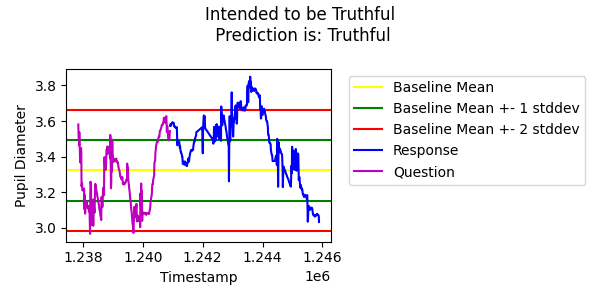 Intended to be Truthful
Prediction is: Truthful
Pupil Diameter
3.8
3.6
3.4
3.2
3.0
1.238 1.240 1.242 1.244 1.246
1e6
Timestamp
Baseline Mean
Baseline Mean +- 1 stddev
Baseline Mean +- 2 stddev
Response
Question